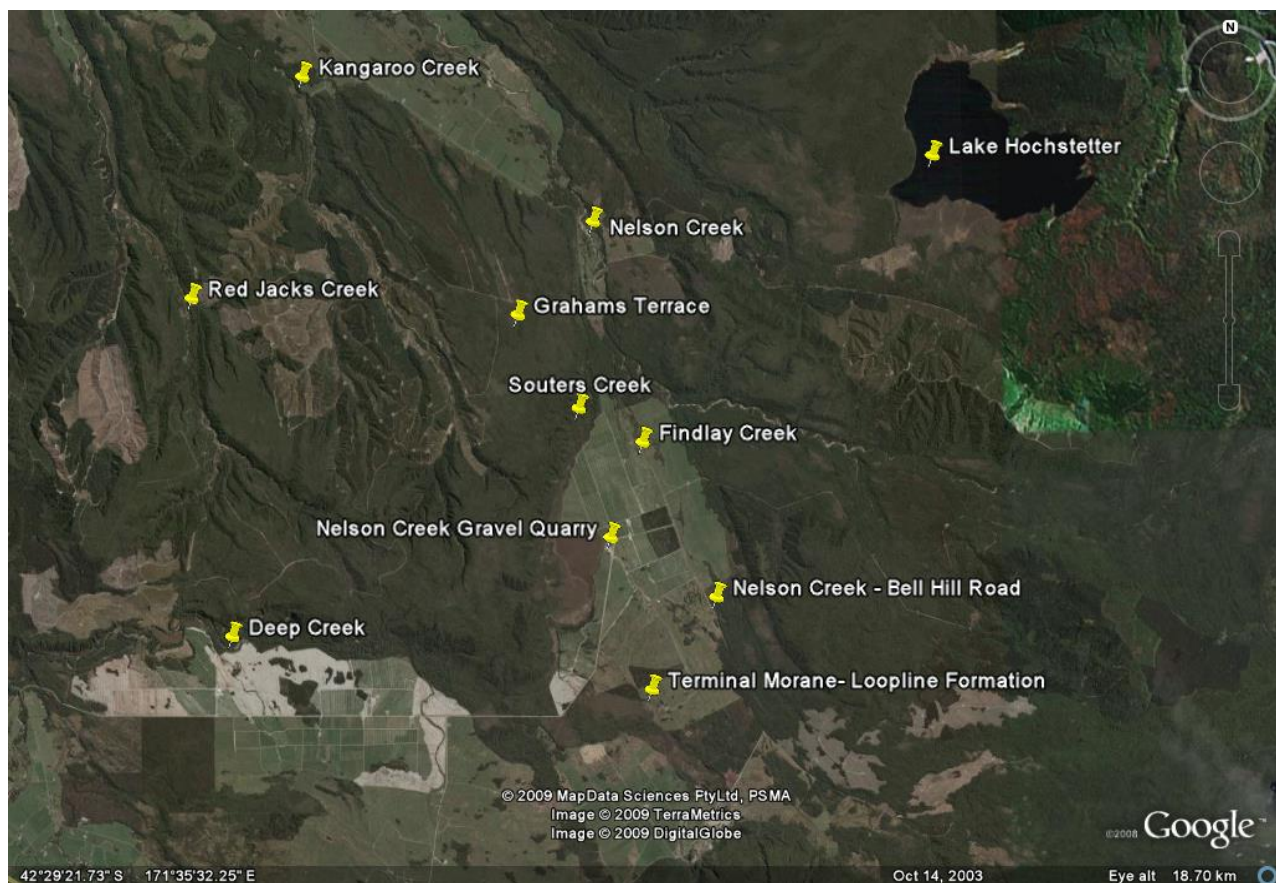 N
Kangaroo Creek
Lake Hochstetter
Nelson Creek
Red Jacks Creek
Grahams Terrace
Souters Creek
Findlay Creek
Nelson Creek Gravel Quarry
Nelson Creek - Bell Hill Road
Deep Creek
Terminal Morane- Loopline Formation
© 2009 MapData Sciences PtyLtd, PSMA
Image © 2009 TerraMetrics
Image © 2009 DigitalGlobe
©2008 Google™
42°29'21.73" S 171°35'32.25" E Oct 14, 2003 Eye alt 18.70 km